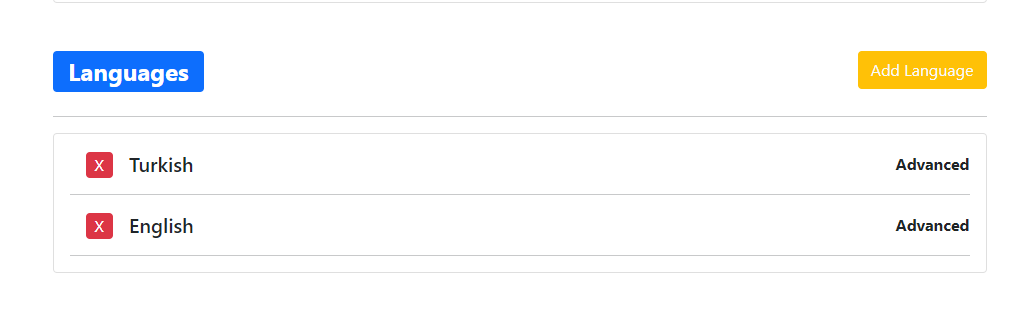 Languages
Add Language
X Turkish Advanced
X English Advanced